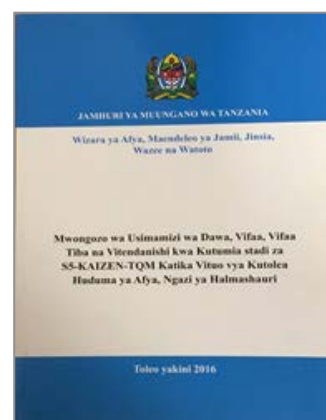 JAMHURI YA MUUNGANO WA TANZANIA
Wizara ya Afya, Maendeleo ya Jamii, Jinsia,
Wazee na Watoto
Mwongozo wa Usimamizi wa Dawa, Vifaa, Vifaa
Tiba na Vitendanishi kwa Kutumia stadi za
S5-KAIZEN-TQM Katika Vituo vya Kutolea
Huduma ya Afya, Ngazi ya Halmashauri
Toleo yakini 2016